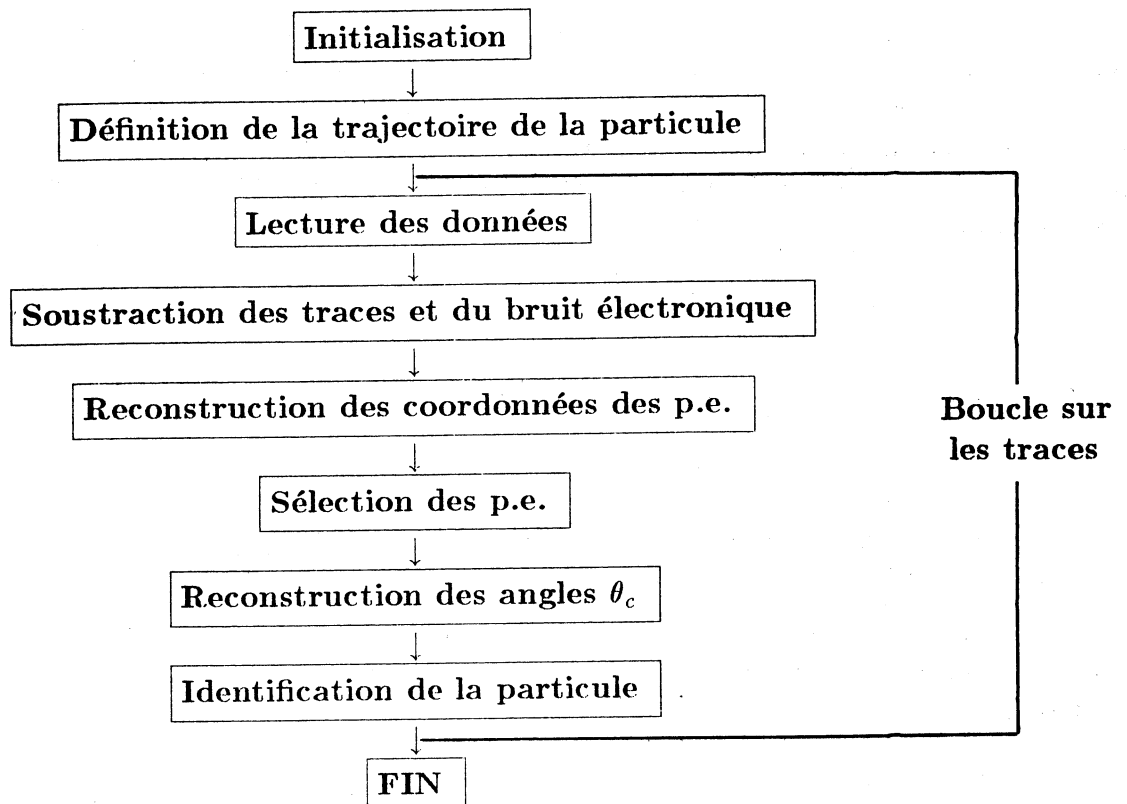 Initialisation
Définition de la trajectoire de la particule
Lecture des données
Soustraction des traces et du bruit électronique
Reconstruction des coordonnées des p.e.
Sélection des p.e.
Reconstruction des angles θc
Identification de la particule
FIN
Boucle sur
les traces